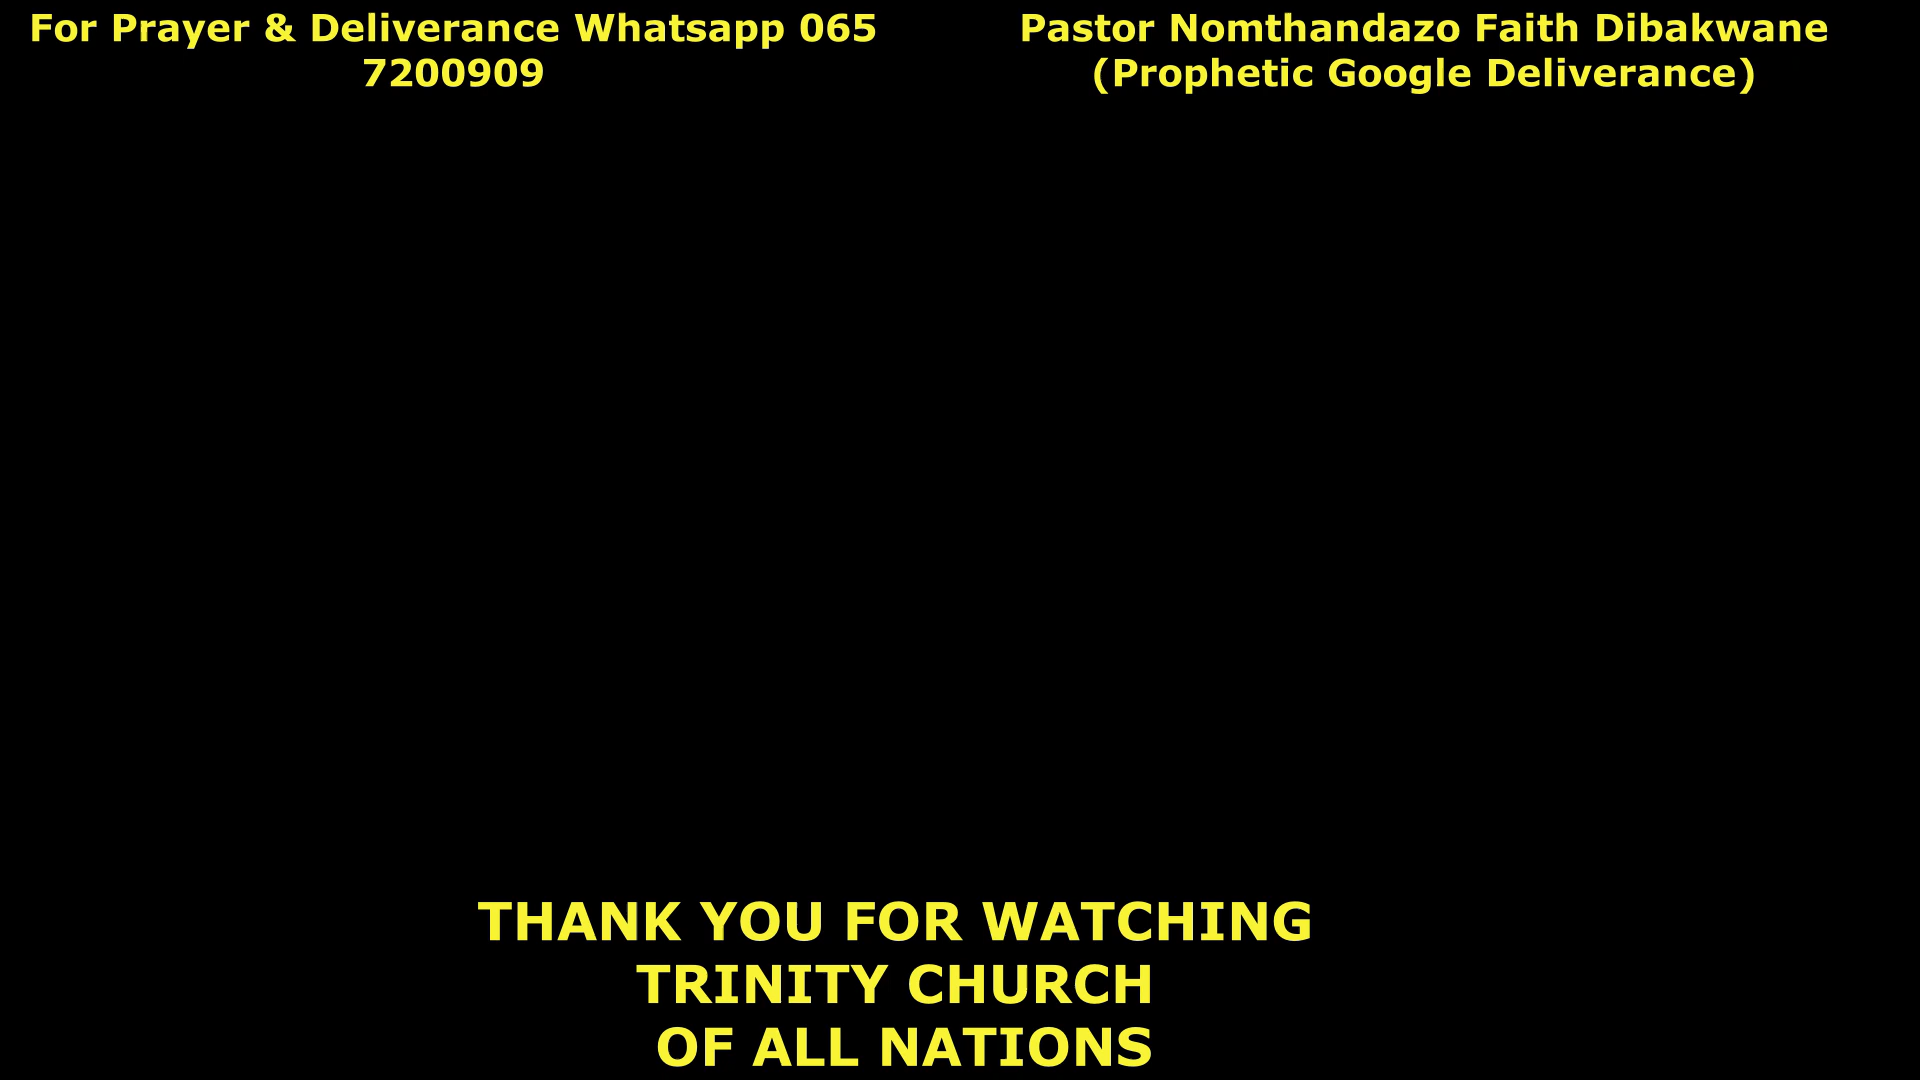 For Prayer & Deliverance Whatsapp 065
7200909
Pastor Nomthandazo Faith Dibakwane
(Prophetic Google Deliverance)
THANK YOU FOR WATCHING
TRINITY CHURCH
OF ALL NATIONS